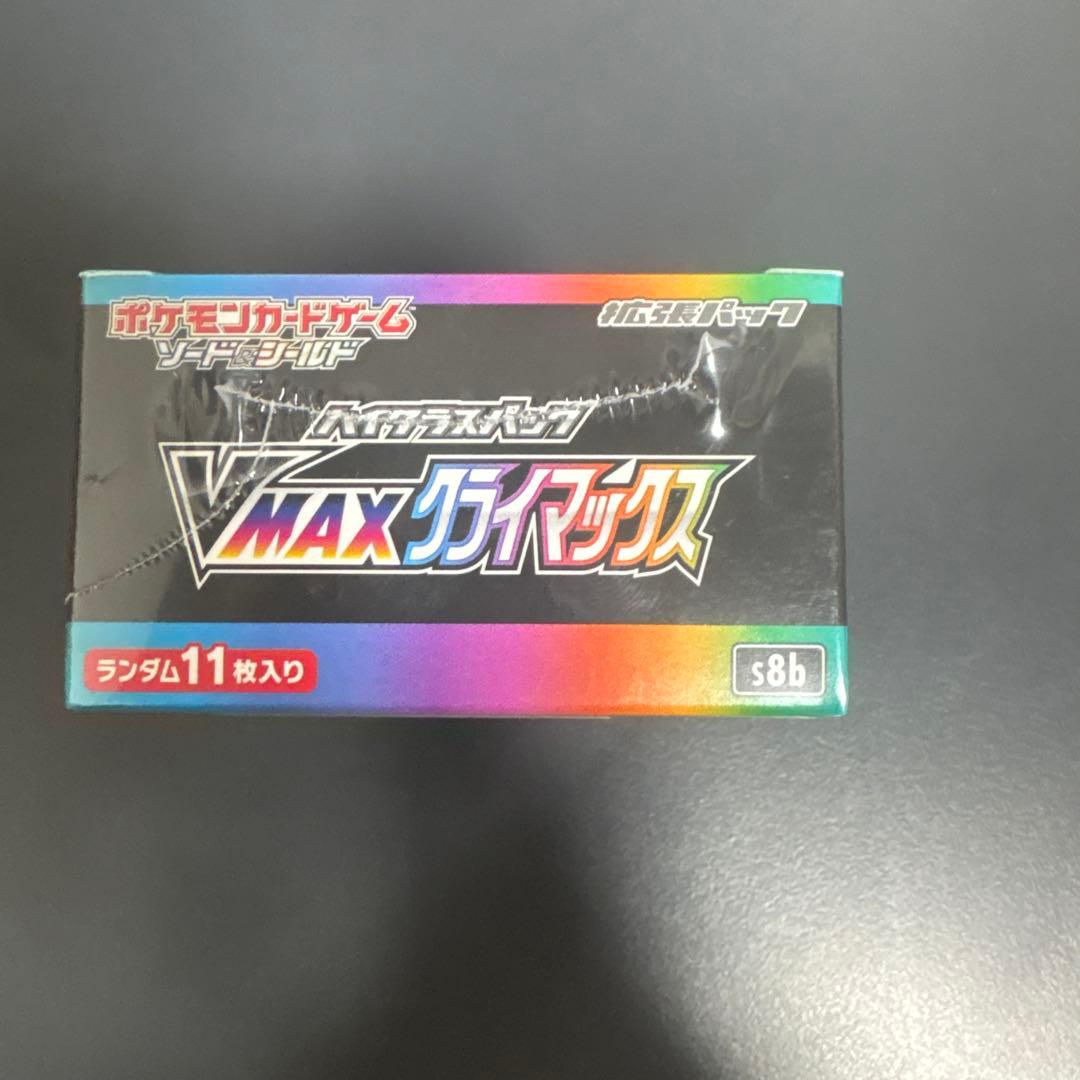 ポケモンカードゲーム
ソード&シールド
拡張パック
ハイクラスパック
VMAXクライマックス
ランダム11枚入り
s8b